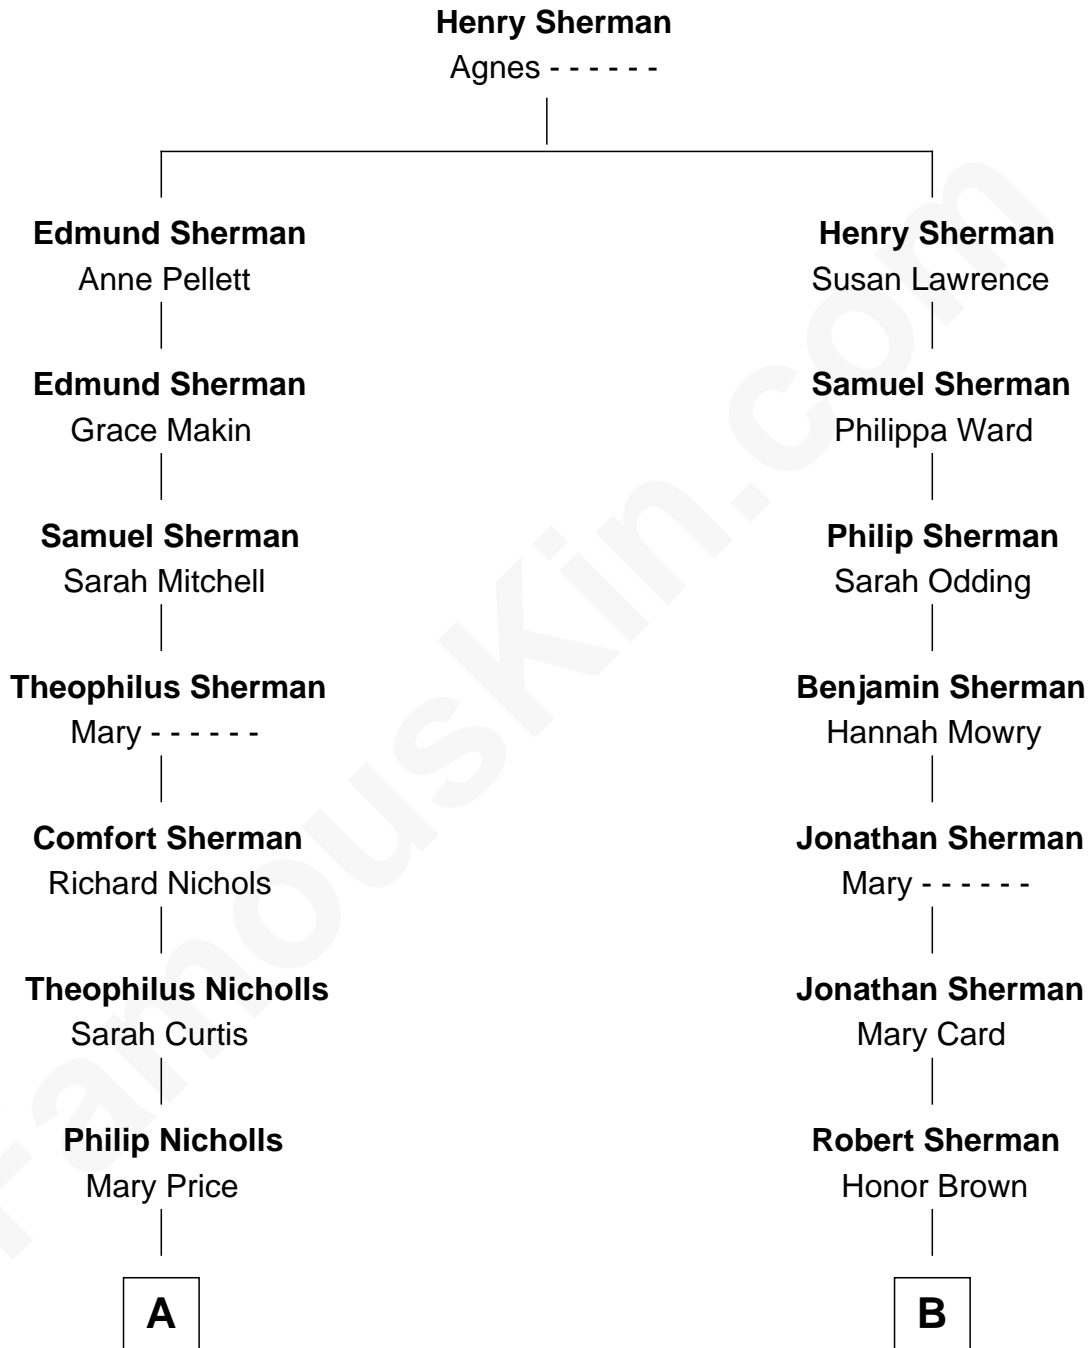 Henry Sherman
Agnes - - - - - -
Edmund Sherman
Anne Pellett
Henry Sherman
Susan Lawrence
Edmund Sherman
Grace Makin
Samuel Sherman
Philippa Ward
Samuel Sherman
Sarah Mitchell
Philip Sherman
Sarah Odding
Theophilus Sherman
Mary - - - - - -
Benjamin Sherman
Hannah Mowry
Comfort Sherman
Richard Nichols
Jonathan Sherman
Mary - - - - - -
Theophilus Nicholls
Sarah Curtis
Jonathan Sherman
Mary Card
Philip Nicholls
Mary Price
Robert Sherman
Honor Brown
A
B
FamousKin.com